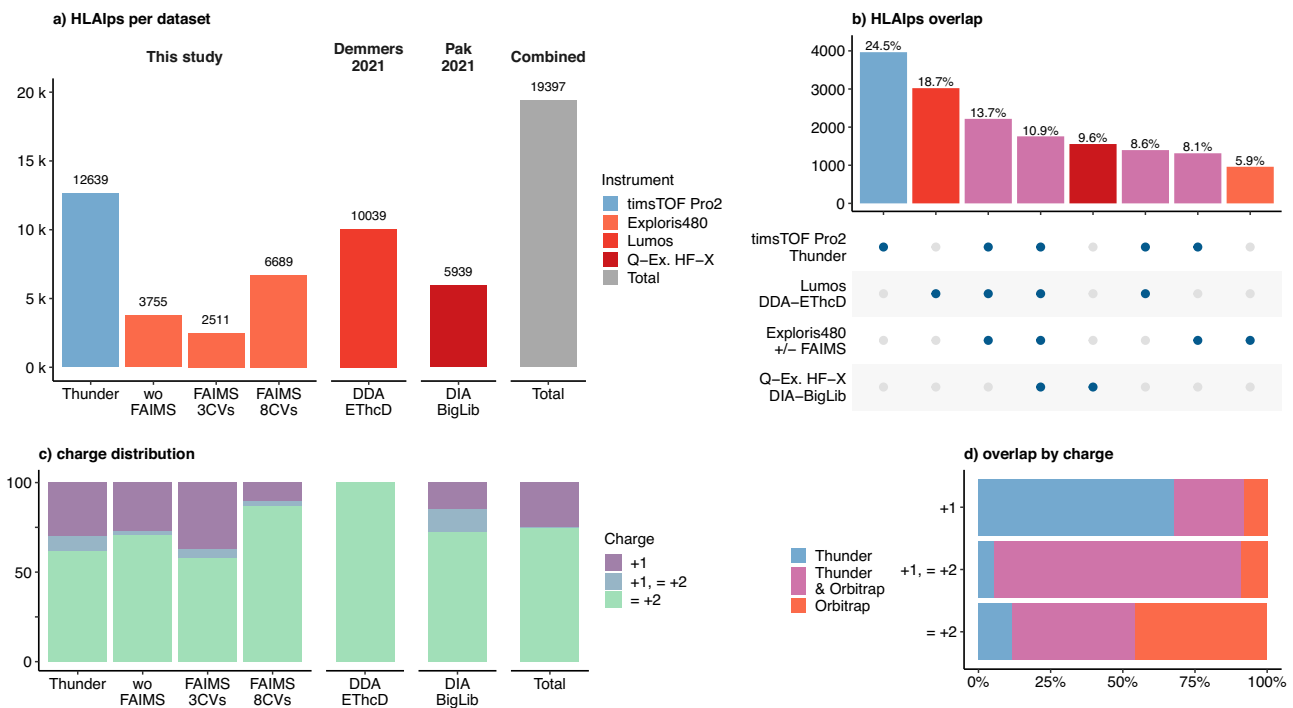 a) HLAIps per dataset
This study
Demmers
2021
Pak
2021
Combined
20 k
15 k
10 k
5 k
0 k
12639
3755
2511
6689
10039
5939
19397
Thunder
wo
FAIMS
FAIMS
3CVs
FAIMS
8CVs
DDA
EThcD
DIA
BigLib
Total
Instrument
timsTOF Pro2
Exploris480
Lumos
Q−Ex. HF−X
Total
b) HLAIps overlap
4000
3000
2000
1000
0
24.5%
18.7%
13.7%
10.9%
9.6%
8.6%
8.1%
5.9%
timsTOF Pro2
Thunder
Lumos
DDA−EThcD
Exploris480
+/− FAIMS
Q−Ex. HF−X
DIA−BigLib
c) charge distribution
100
50
0
Thunder
wo
FAIMS
FAIMS
3CVs
FAIMS
8CVs
DDA
EThcD
DIA
BigLib
Total
Charge
+1
+1, = +2
= +2
d) overlap by charge
Thunder
Thunder
& Orbitrap
Orbitrap
+1
+1, = +2
= +2
0%
25%
50%
75%
100%